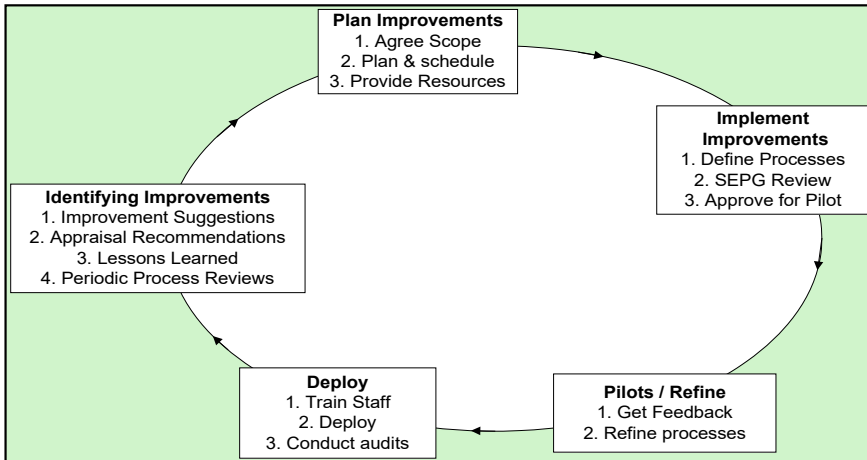 Plan Improvements
1. Agree Scope
2. Plan & schedule
3. Provide Resources
Implement
Improvements
1. Define Processes
2. SEPG Review
3. Approve for Pilot
Identifying Improvements
1. Improvement Suggestions
2. Appraisal Recommendations
3. Lessons Learned
4. Periodic Process Reviews
Deploy
1. Train Staff
2. Deploy
3. Conduct audits
Pilots / Refine
1. Get Feedback
2. Refine processes